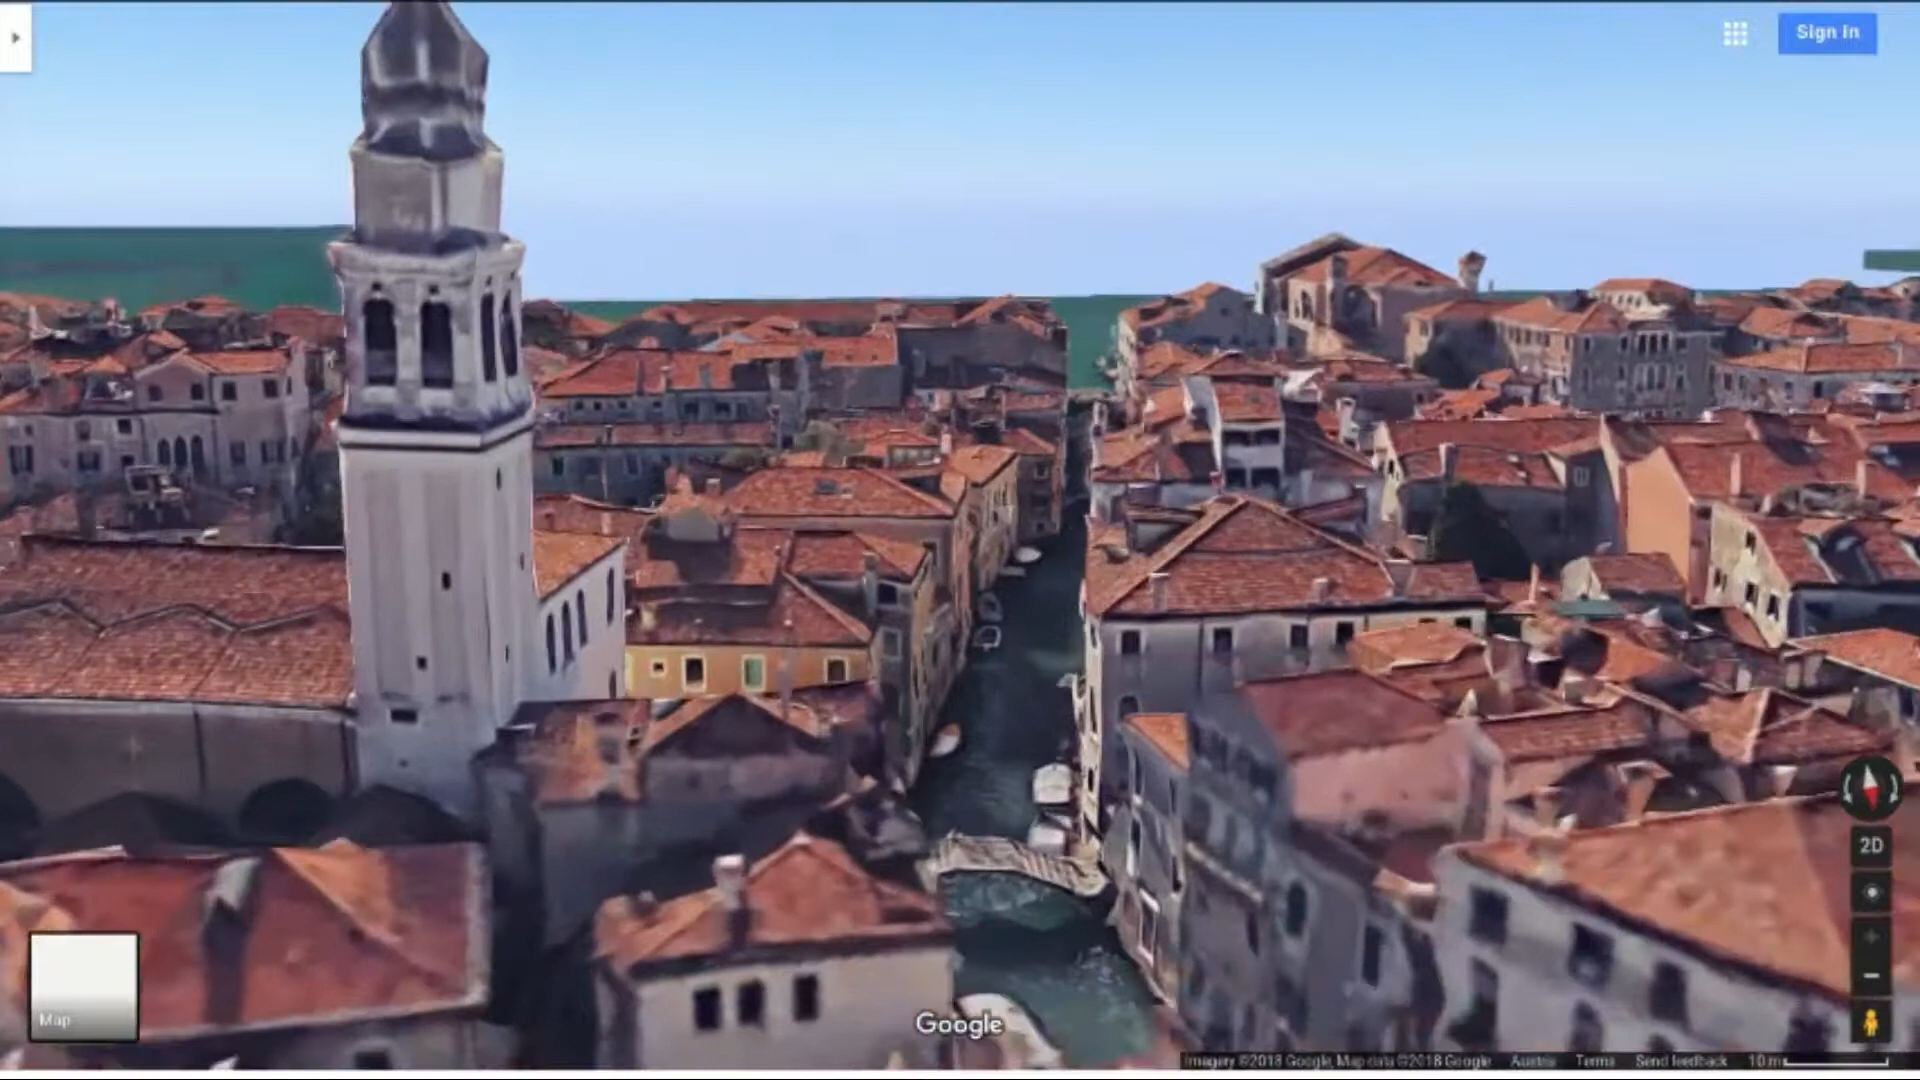 Sign in
2D
Map
Google
Imagery ©2018 Google, Map data ©2018 Google Austria Terms Send feedback 10 m